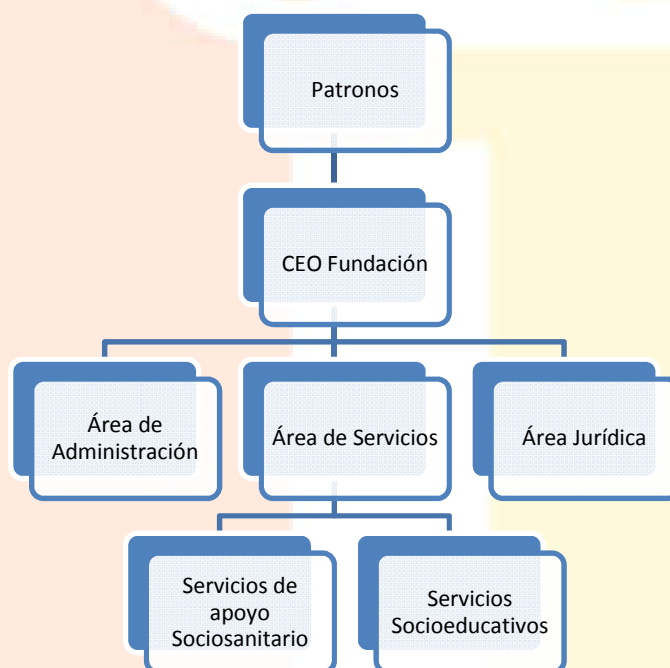 Patronos
CEO Fundación
Área de
Administración
Área de Servicios
Área Jurídica
Servicios de
apoyo
Sociosanitario
Servicios
Socioeducativos